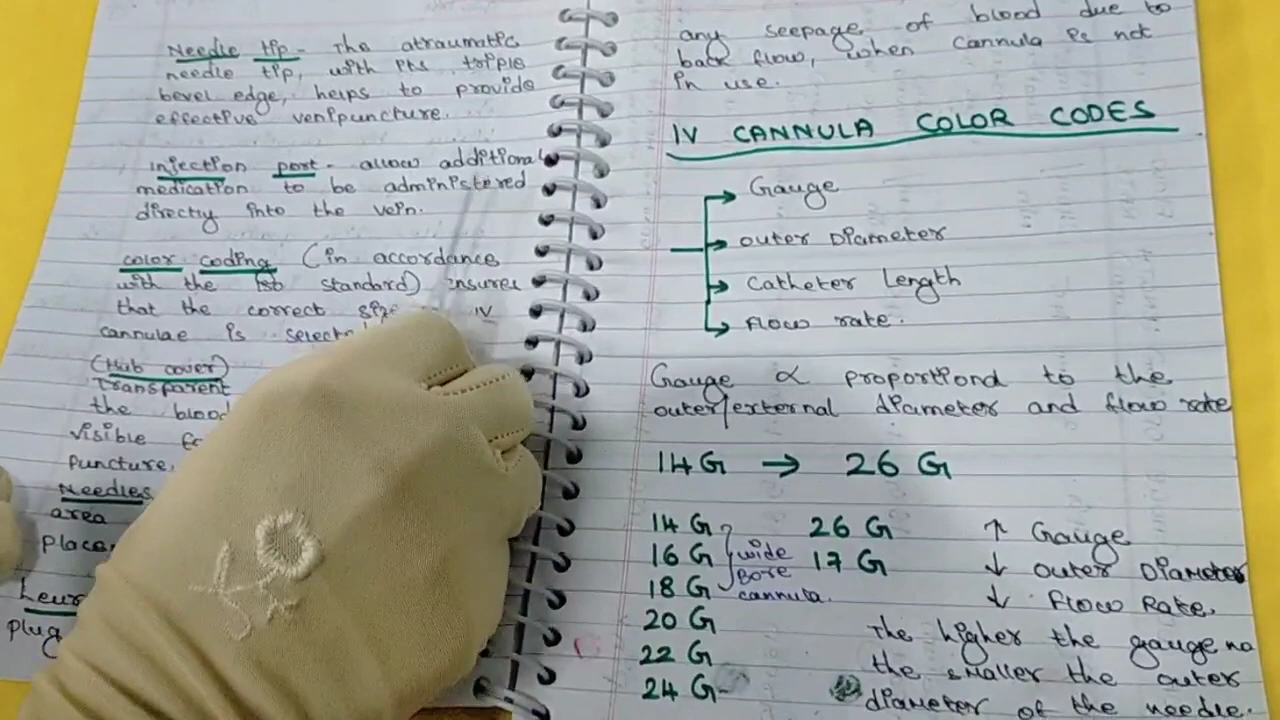 Needle tip - The atraumatic
needle tip, with its triple
bevel edge, helps to provide
effective venipuncture.
Injection port - allow additional
medication to be administered
directly into the vein.
color coding (in accordance
with the standard) insures
that the correct size IV
cannulae is
(Hub cover)
Transparent
the blood
visible
puncture,
Needles
area
plug
any seepage of blood due to
back flow, when cannula is not
in use.
IV CANNULA COLOR CODES
Gauge
outer Diameter
Catheter Length
flow rate.
Gauge ∝ proportiond to the
outer/external diameter and flow rate
14 G → 26 G
14 G 26 G ↑ Gauge
16 G wide 17 G ↓ outer Diameter
18 G Bore cannula. ↓ flow Rate.
20 G The higher the gauge no
22 G the smaller the outer
24 G diameter of the needle.